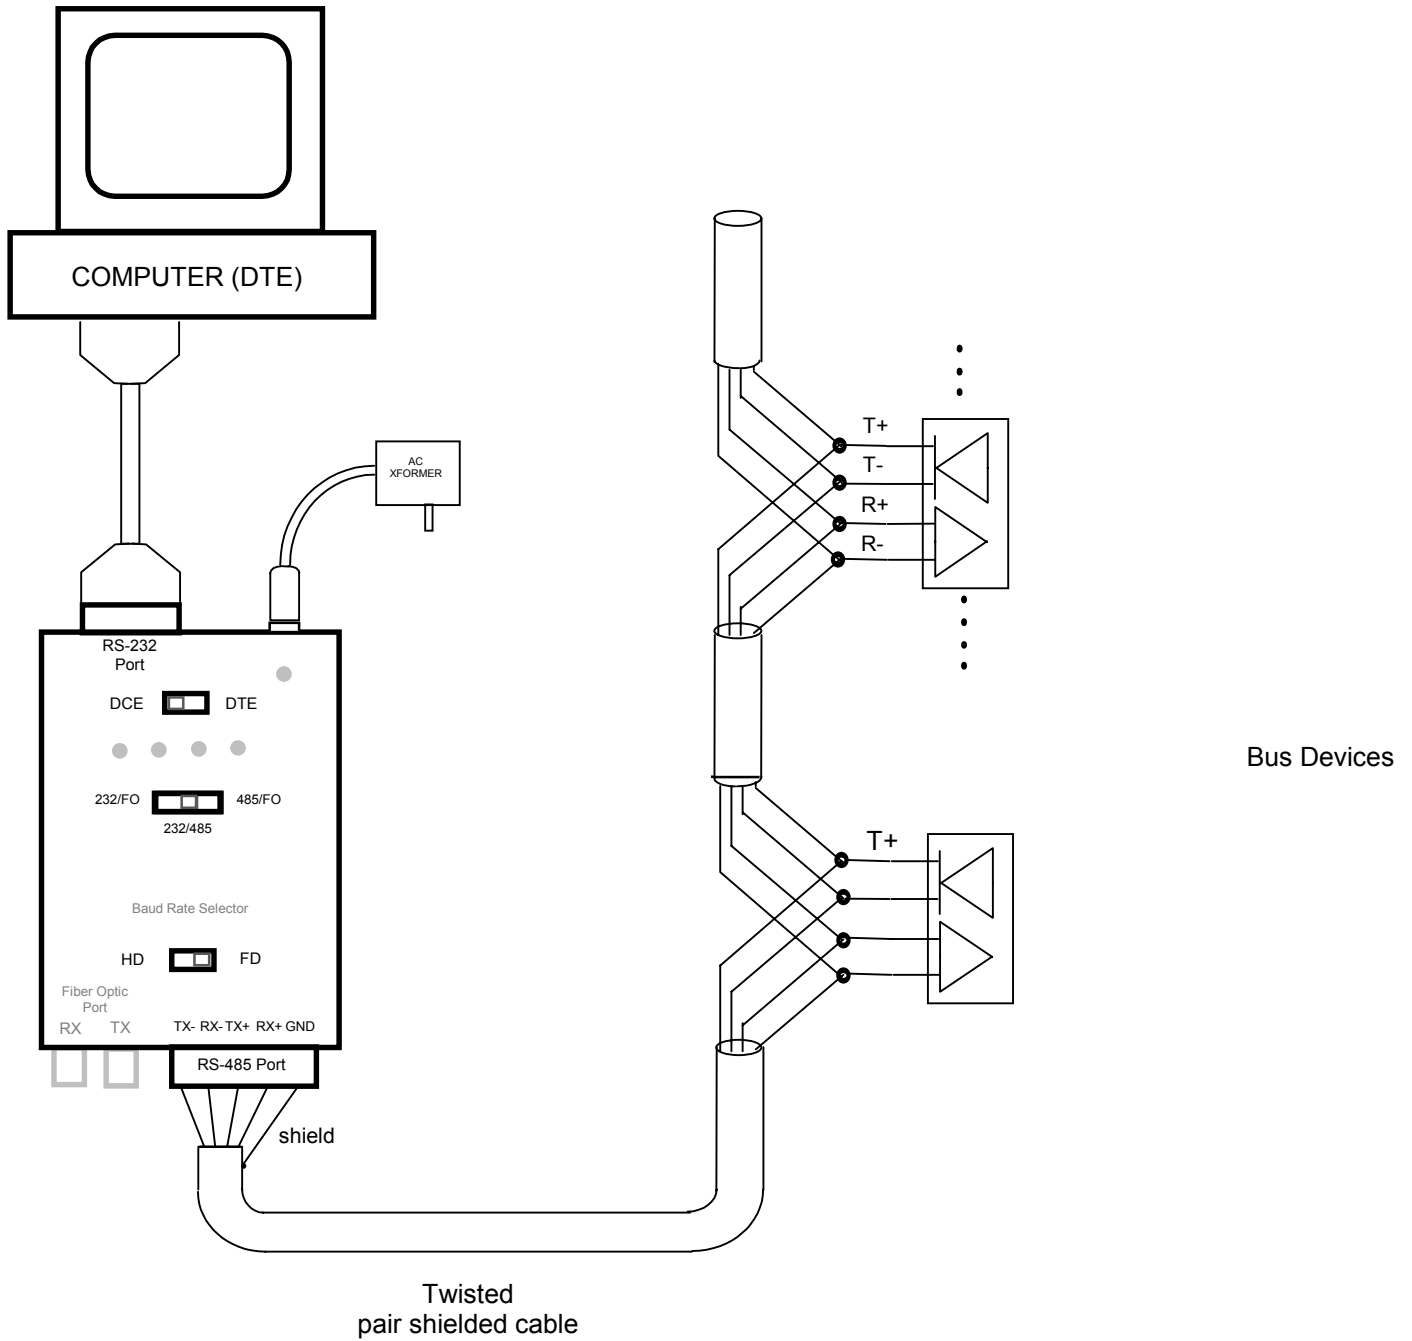 COMPUTER (DTE)
AC
XFORMER
T+
T-
R+
R-
RS-232
Port
DCE
DTE
232/FO
485/FO
232/485
Bus Devices
T+
Baud Rate Selector
HD
FD
Fiber Optic
Port
RX
TX
TX- RX- TX+ RX+ GND
RS-485 Port
shield
Twisted
pair shielded cable